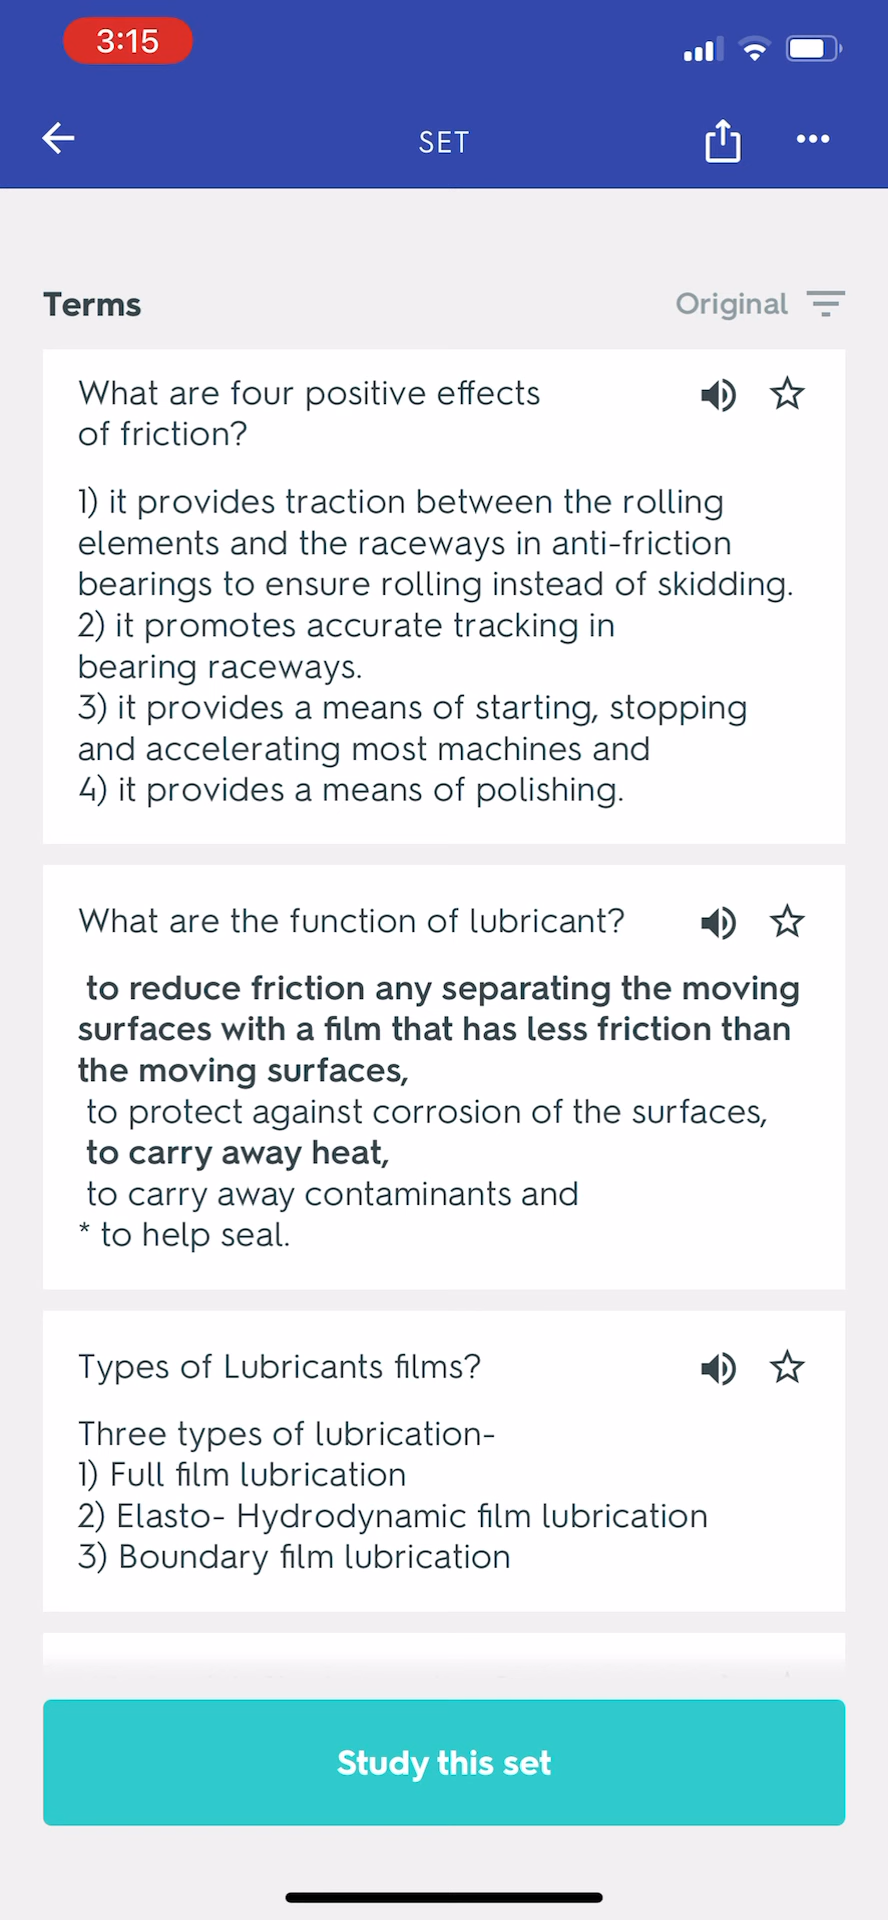 3:15
SET
Terms
Original
What are four positive effects
of friction?
1) it provides traction between the rolling
elements and the raceways in anti-friction
bearings to ensure rolling instead of skidding.
2) it promotes accurate tracking in
bearing raceways.
3) it provides a means of starting, stopping
and accelerating most machines and
4) it provides a means of polishing.
What are the function of lubricant?
to reduce friction any separating the moving
surfaces with a film that has less friction than
the moving surfaces,
to protect against corrosion of the surfaces,
to carry away heat,
to carry away contaminants and
* to help seal.
Types of Lubricants films?
Three types of lubrication-
1) Full film lubrication
2) Elasto- Hydrodynamic film lubrication
3) Boundary film lubrication
Study this set